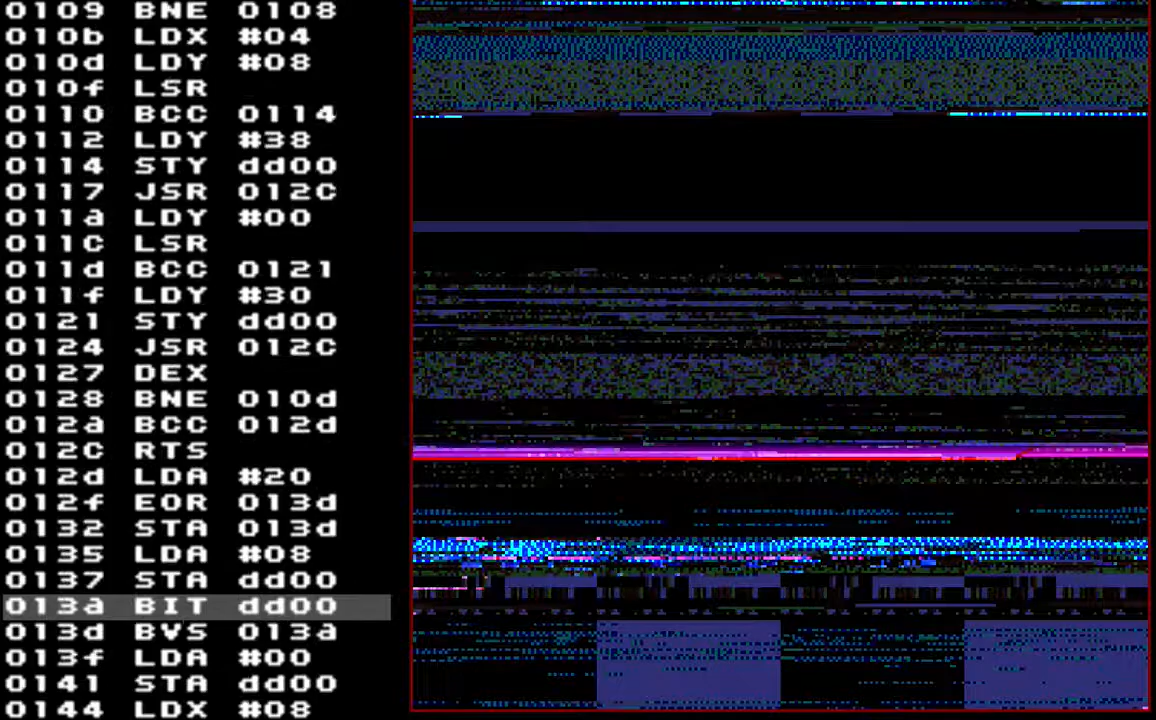 0109 BNE 0108
010b LDX #04
010d LDY #08
010f LSR
0110 BCC 0114
0112 LDY #38
0114 STY dd00
0117 JSR 012c
011a LDY #00
011c LSR
011d BCC 0121
011f LDY #30
0121 STY dd00
0124 JSR 012c
0127 DEX
0128 BNE 010d
012a BCC 012d
012c RTS
012d LDA #20
012f EOR 013d
0132 STA 013d
0135 LDA #08
0137 STA dd00
013a BIT dd00
013d BVS 013a
013f LDA #00
0141 STA dd00
0144 LDX #08